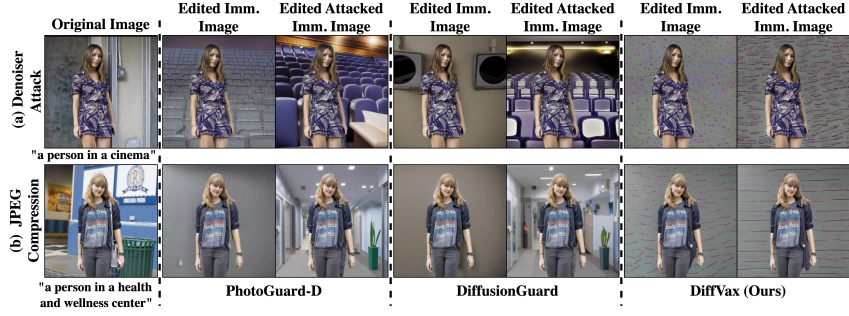 Original Image
Edited Imm.
Image
Edited Attacked
Imm. Image
Edited Imm.
Image
Edited Attacked
Imm. Image
Edited Imm.
Image
Edited Attacked
Imm. Image
(a) Denoiser
Attack
"a person in a cinema"
(b) JPEG
Compression
"a person in a health
and wellness center"
PhotoGuard-D
DiffusionGuard
DiffVax (Ours)